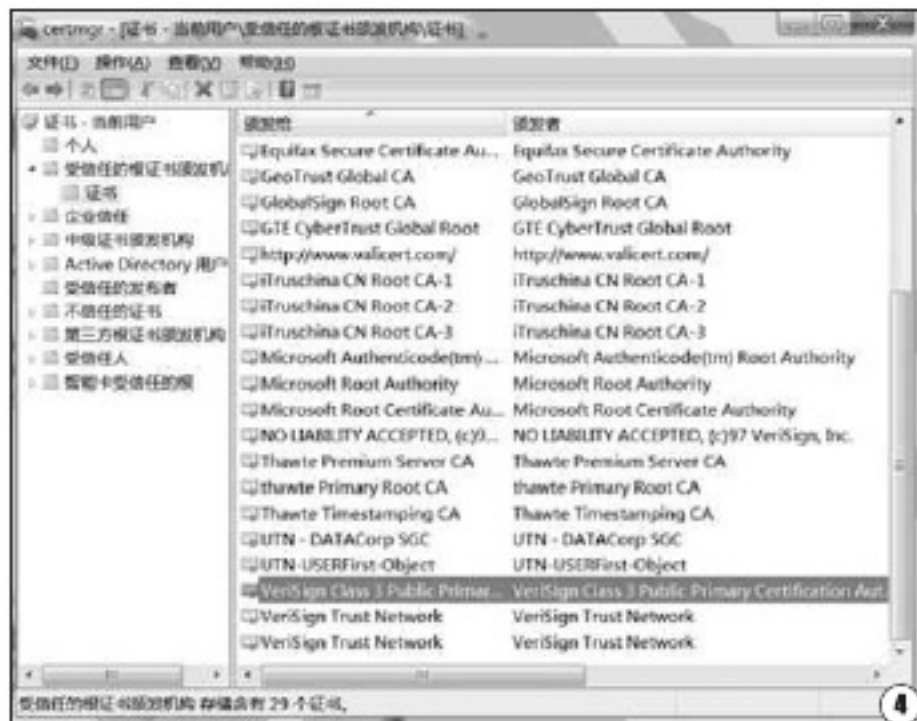 certmgr - [证书 - 当前用户\受信任的根证书颁发机构\证书]
文件(F) 操作(A) 查看(V) 帮助(H)
证书 - 当前用户
个人
受信任的根证书颁发机
证书
企业信任
中级证书颁发机构
Active Directory 用户
受信任的发布者
不信任的证书
第三方根证书颁发机构
受信任人
智能卡受信任的根
颁发给 颁发者
Equifax Secure Certificate Au... Equifax Secure Certificate Authority
GeoTrust Global CA GeoTrust Global CA
GlobalSign Root CA GlobalSign Root CA
GTE CyberTrust Global Root GTE CyberTrust Global Root
http://www.valicert.com/ http://www.valicert.com/
iTruschina CN Root CA-1 iTruschina CN Root CA-1
iTruschina CN Root CA-2 iTruschina CN Root CA-2
iTruschina CN Root CA-3 iTruschina CN Root CA-3
Microsoft Authenticode(tm) ... Microsoft Authenticode(tm) Root Authority
Microsoft Root Authority Microsoft Root Authority
Microsoft Root Certificate Au... Microsoft Root Certificate Authority
NO LIABILITY ACCEPTED, (c)9... NO LIABILITY ACCEPTED, (c)97 VeriSign, Inc.
Thawte Premium Server CA Thawte Premium Server CA
thawte Primary Root CA thawte Primary Root CA
Thawte Timestamping CA Thawte Timestamping CA
UTN - DATACorp SGC UTN - DATACorp SGC
UTN-USERFirst-Object UTN-USERFirst-Object
VeriSign Class 3 Public Primar... VeriSign Class 3 Public Primary Certification Aut
VeriSign Trust Network VeriSign Trust Network
VeriSign Trust Network VeriSign Trust Network
受信任的根证书颁发机构 存储含有 29 个证书。
4